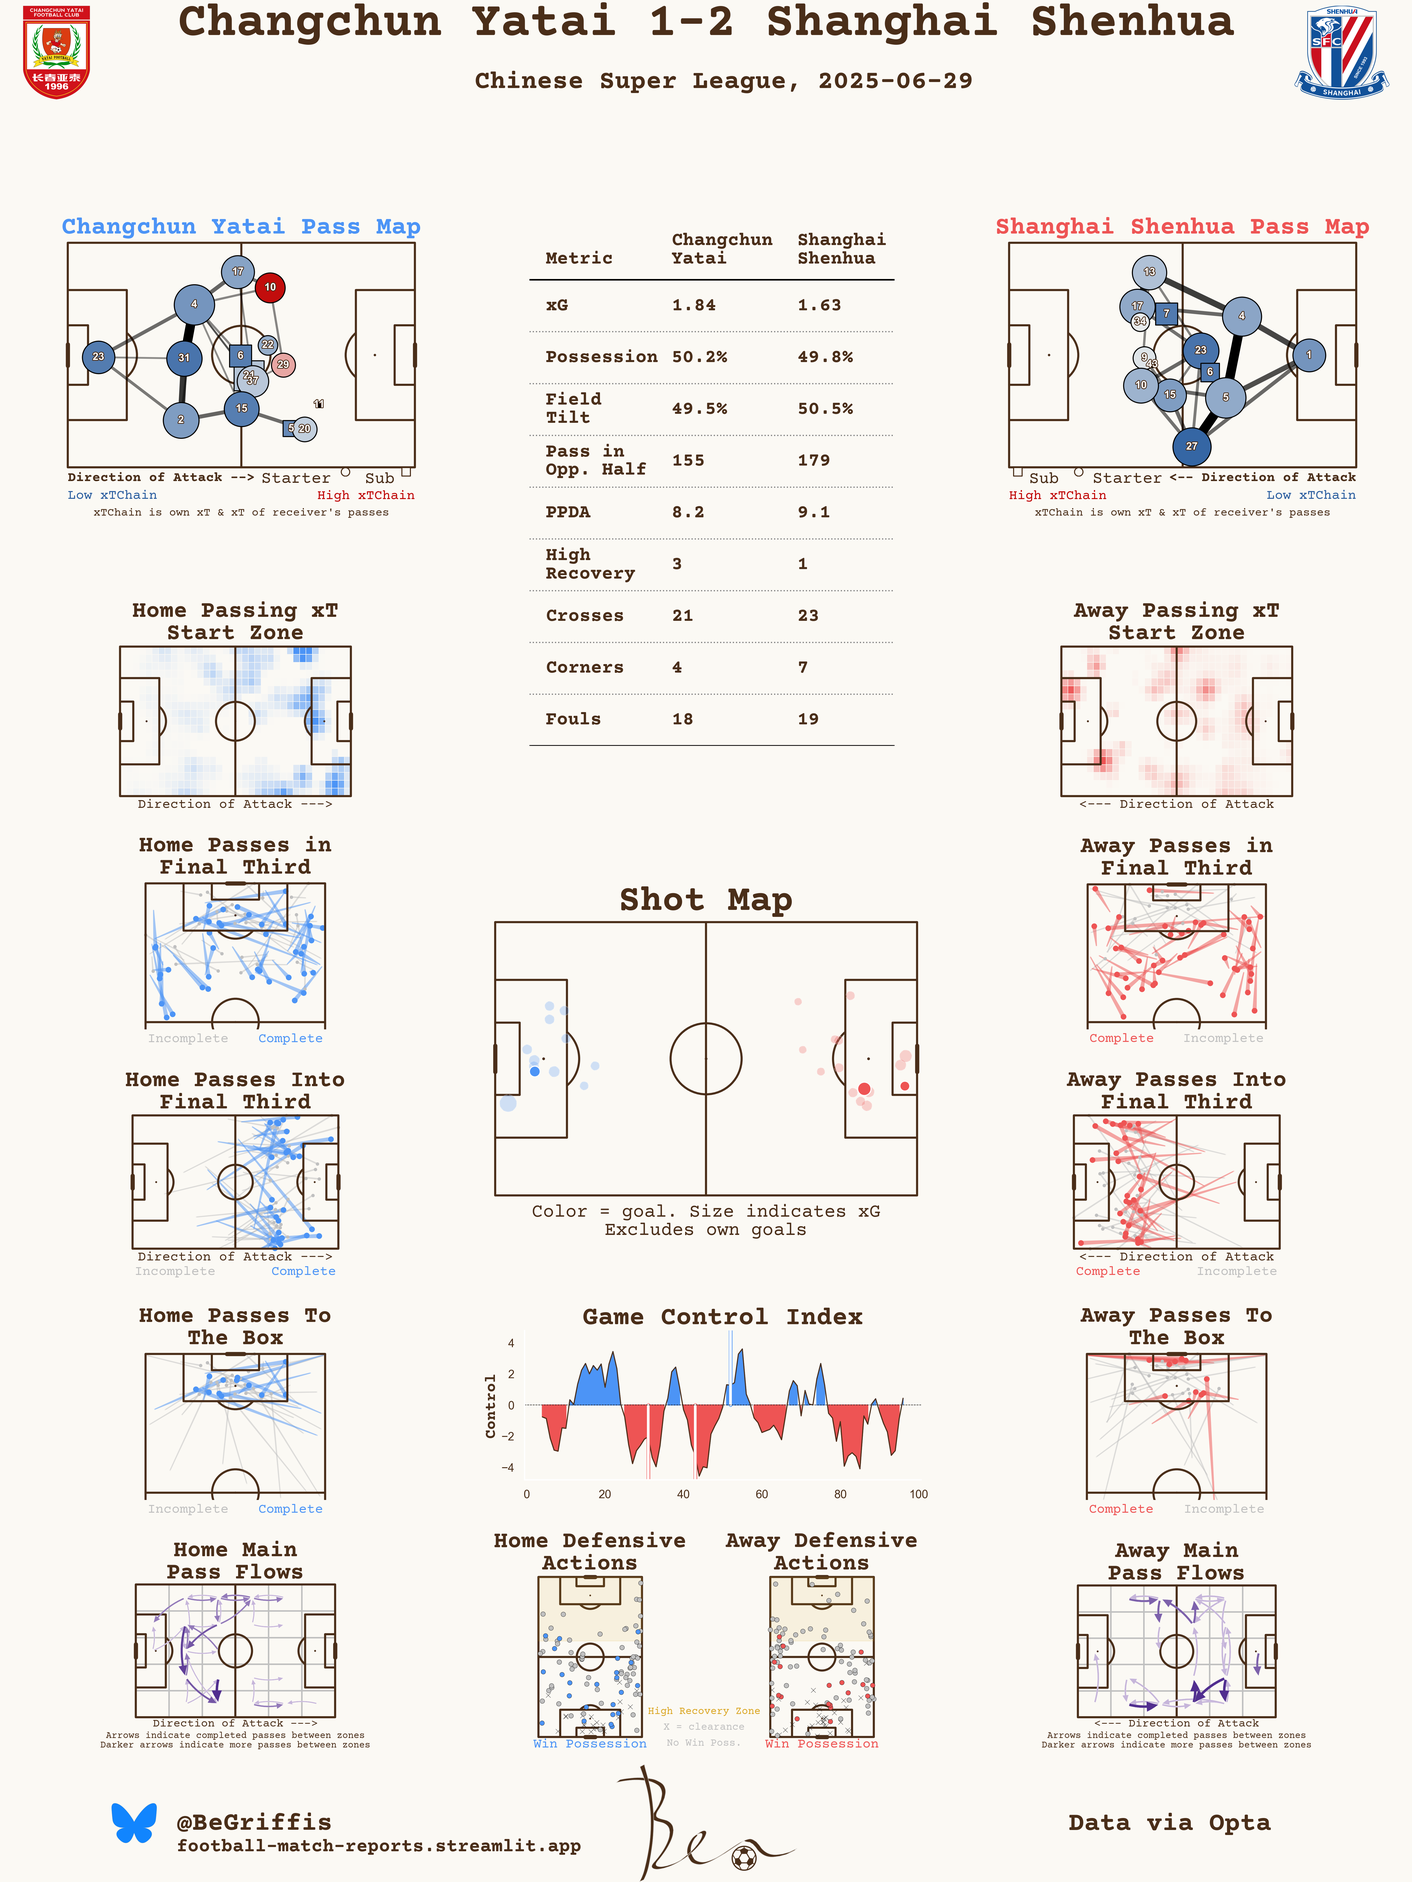 Changchun Yatai 1-2 Shanghai Shenhua
Chinese Super League, 2025-06-29
CHANGCHUN YATAI
FOOTBALL CLUB
YATAI FOOTBALL
长春亚泰
1996
SHENHUA
SFC
SINCE 1993
SHANGHAI
Changchun Yatai Pass Map
17
10
4
23
31
6
22
29
21
37
15
2
5
20
11
Direction of Attack --> Starter Sub
Low xTChain High xTChain
xTChain is own xT & xT of receiver's passes
Metric Changchun Yatai Shanghai Shenhua
xG 1.84 1.63
Possession 50.2% 49.8%
Field Tilt 49.5% 50.5%
Pass in Opp. Half 155 179
PPDA 8.2 9.1
High Recovery 3 1
Crosses 21 23
Corners 4 7
Fouls 18 19
Shanghai Shenhua Pass Map
13
17
7
34
4
23
9
43
1
6
10
15
5
27
Sub Starter <-- Direction of Attack
High xTChain Low xTChain
xTChain is own xT & xT of receiver's passes
Home Passing xT
Start Zone
Direction of Attack --->
Away Passing xT
Start Zone
<--- Direction of Attack
Home Passes in
Final Third
Incomplete Complete
Away Passes in
Final Third
Complete Incomplete
Shot Map
Color = goal. Size indicates xG
Excludes own goals
Home Passes Into
Final Third
Direction of Attack --->
Incomplete Complete
Away Passes Into
Final Third
<--- Direction of Attack
Complete Incomplete
Home Passes To
The Box
Incomplete Complete
Game Control Index
Control
4
2
0
−2
−4
0 20 40 60 80 100
Away Passes To
The Box
Complete Incomplete
Home Main
Pass Flows
Direction of Attack --->
Arrows indicate completed passes between zones
Darker arrows indicate more passes between zones
Home Defensive
Actions
Win Possession
High Recovery Zone
X = clearance
No Win Poss.
Away Defensive
Actions
Win Possession
Away Main
Pass Flows
<--- Direction of Attack
Arrows indicate completed passes between zones
Darker arrows indicate more passes between zones
@BeGriffis
football-match-reports.streamlit.app
Ben
Data via Opta